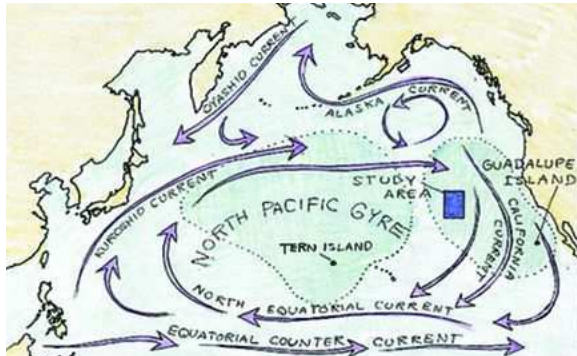 OYASHIO CURRENT
ALASKA CURRENT
KUROSHIO CURRENT
GUADALUPE
ISLAND
STUDY
AREA
NORTH PACIFIC GYRE
TERN ISLAND
CALIFORNIA
CURRENT
NORTH EQUATORIAL CURRENT
EQUATORIAL COUNTER CURRENT